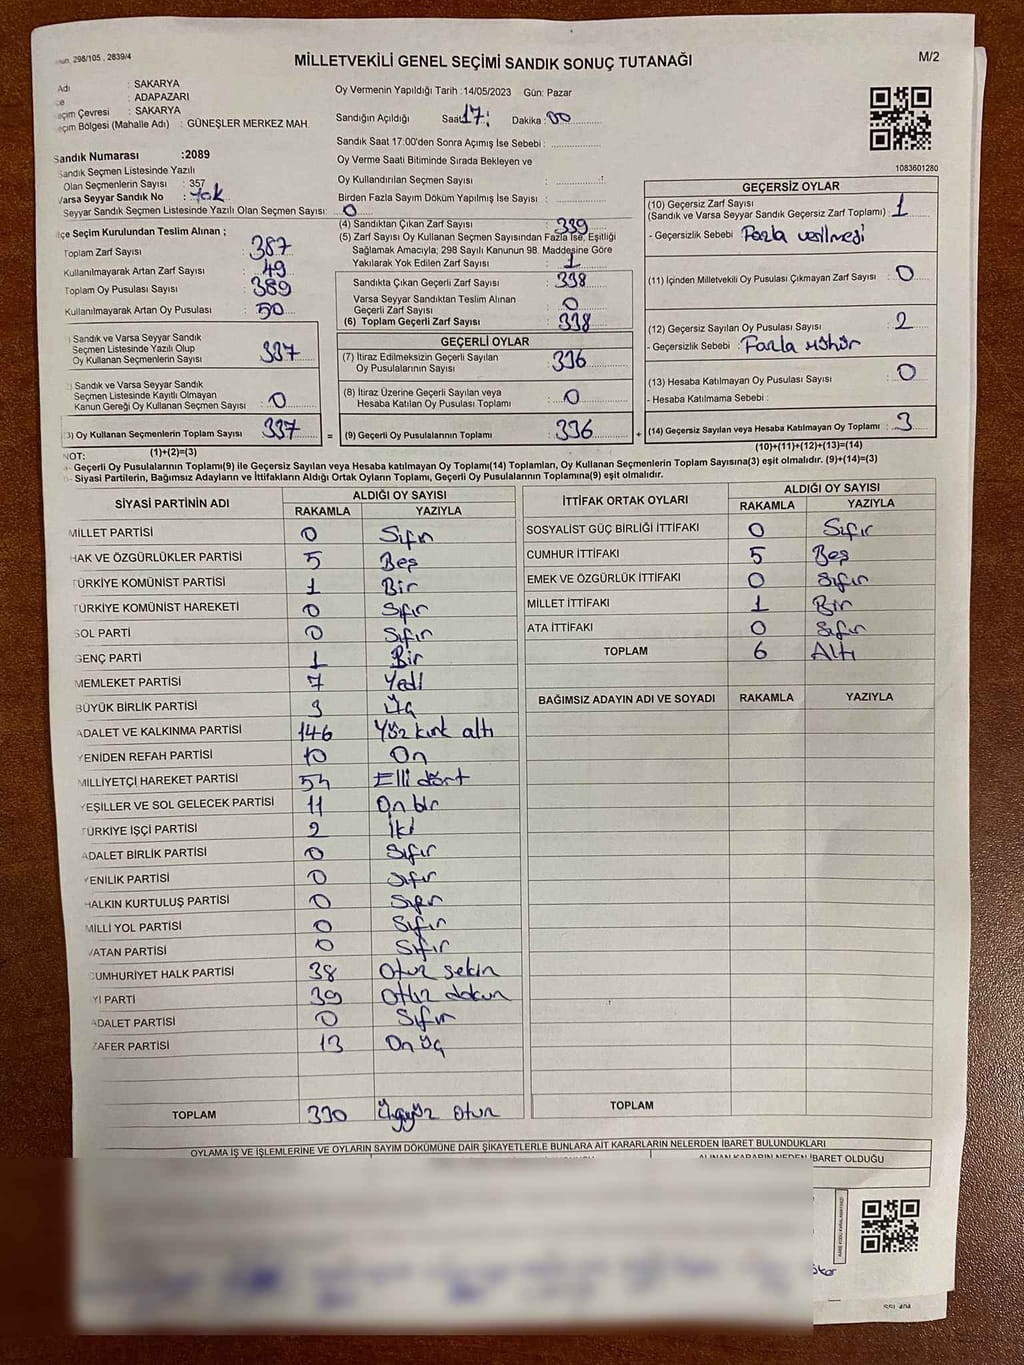 298/105 , 2839/4
MİLLETVEKİLİ GENEL SEÇİMİ SANDIK SONUÇ TUTANAĞI
M/2
Adı : SAKARYA
: ADAPAZARI
Seçim Çevresi : SAKARYA
Seçim Bölgesi (Mahalle Adı) : GÜNEŞLER MERKEZ MAH.
Oy Vermenin Yapıldığı Tarih :14/05/2023 Gün: Pazar
Sandığın Açıldığı Saat 17: Dakika: 00
Sandık Saat 17:00'den Sonra Açımış İse Sebebi :
Oy Verme Saati Bitiminde Sırada Bekleyen ve
Oy Kullandırılan Seçmen Sayısı :
Birden Fazla Sayım Döküm Yapılmış İse Sayısı :
1083601280
Sandık Numarası :2089
Sandık Seçmen Listesinde Yazılı
Olan Seçmenlerin Sayısı : 357
Varsa Seyyar Sandık No : Yok
Seyyar Sandık Seçmen Listesinde Yazılı Olan Seçmen Sayısı: 0
İlçe Seçim Kurulundan Teslim Alınan ;
Toplam Zarf Sayısı : 387
Kullanılmayarak Artan Zarf Sayısı : 49
Toplam Oy Pusulası Sayısı : 389
Kullanılmayarak Artan Oy Pusulası : 50
Sandık ve Varsa Seyyar Sandık
Seçmen Listesinde Yazılı Olup
Oy Kullanan Seçmenlerin Sayısı : 337
Sandık ve Varsa Seyyar Sandık
Seçmen Listesinde Kayıtlı Olmayan
Kanun Gereği Oy Kullanan Seçmen Sayısı : 0
3) Oy Kullanan Seçmenlerin Toplam Sayısı : 337
(1)+(2)=(3)
(4) Sandıktan Çıkan Zarf Sayısı : 339
(5) Zarf Sayısı Oy Kullanan Seçmen Sayısından Fazla İse, Eşitliği
Sağlamak Amacıyla; 298 Sayılı Kanunun 98. Maddesine Göre
Yakılarak Yok Edilen Zarf Sayısı : 1
Sandıkta Çıkan Geçerli Zarf Sayısı : 338
Varsa Seyyar Sandıktan Teslim Alınan
Geçerli Zarf Sayısı : 0
(6) Toplam Geçerli Zarf Sayısı : 338
GEÇERLİ OYLAR
(7) İtiraz Edilmeksizin Geçerli Sayılan
Oy Pusulalarının Sayısı : 336
(8) İtiraz Üzerine Geçerli Sayılan veya
Hesaba Katılan Oy Pusulası Toplamı : 0
= (9) Geçerli Oy Pusulalarının Toplamı : 336 +
GEÇERSİZ OYLAR
(10) Geçersiz Zarf Sayısı
(Sandık ve Varsa Seyyar Sandık Geçersiz Zarf Toplamı) : 1
- Geçersizlik Sebebi : Fazla verilmesi
(11) İçinden Milletvekili Oy Pusulası Çıkmayan Zarf Sayısı : 0
(12) Geçersiz Sayılan Oy Pusulası Sayısı : 2
- Geçersizlik Sebebi : Fazla mühür
(13) Hesaba Katılmayan Oy Pusulası Sayısı : 0
- Hesaba Katılmama Sebebi :
(14) Geçersiz Sayılan veya Hesaba Katılmayan Oy Toplamı : 3
(10)+(11)+(12)+(13)=(14)
NOT:
- Geçerli Oy Pusulalarının Toplamı(9) ile Geçersiz Sayılan veya Hesaba katılmayan Oy Toplamı(14) Toplamları, Oy Kullanan Seçmenlerin Toplam Sayısına(3) eşit olmalıdır. (9)+(14)=(3)
- Siyasi Partilerin, Bağımsız Adayların ve İttifakların Aldığı Ortak Oyların Toplamı, Geçerli Oy Pusulalarının Toplamına(9) eşit olmalıdır.
SİYASİ PARTİNİN ADI ALDIĞI OY SAYISI
RAKAMLA YAZIYLA
MİLLET PARTİSİ 0 Sıfır
HAK VE ÖZGÜRLÜKLER PARTİSİ 5 Beş
TÜRKİYE KOMÜNİST PARTİSİ 1 Bir
TÜRKİYE KOMÜNİST HAREKETİ 0 Sıfır
SOL PARTİ 0 Sıfır
GENÇ PARTİ 1 Bir
MEMLEKET PARTİSİ 7 Yedi
BÜYÜK BİRLİK PARTİSİ 3 Üç
ADALET VE KALKINMA PARTİSİ 146 Yüz kırk altı
YENİDEN REFAH PARTİSİ 10 On
MİLLİYETÇİ HAREKET PARTİSİ 54 Elli dört
YEŞİLLER VE SOL GELECEK PARTİSİ 11 On bir
TÜRKİYE İŞÇİ PARTİSİ 2 İki
ADALET BİRLİK PARTİSİ 0 Sıfır
YENİLİK PARTİSİ 0 Sıfır
HALKIN KURTULUŞ PARTİSİ 0 Sıfır
MİLLİ YOL PARTİSİ 0 Sıfır
VATAN PARTİSİ 0 Sıfır
CUMHURİYET HALK PARTİSİ 38 Otuz sekiz
İYİ PARTİ 39 Otuz dokuz
ADALET PARTİSİ 0 Sıfır
ZAFER PARTİSİ 13 On üç
TOPLAM 330 Üçyüz otuz
İTTİFAK ORTAK OYLARI ALDIĞI OY SAYISI
RAKAMLA YAZIYLA
SOSYALİST GÜÇ BİRLİĞİ İTTİFAKI 0 Sıfır
CUMHUR İTTİFAKI 5 Beş
EMEK VE ÖZGÜRLÜK İTTİFAKI 0 Sıfır
MİLLET İTTİFAKI 1 Bir
ATA İTTİFAKI 0 Sıfır
TOPLAM 6 Altı
BAĞIMSIZ ADAYIN ADI VE SOYADI RAKAMLA YAZIYLA
TOPLAM
OYLAMA İŞ VE İŞLEMLERİNE VE OYLARIN SAYIM DÖKÜMÜNE DAİR ŞİKAYETLERLE BUNLARA AİT KARARLARIN NELERDEN İBARET BULUNDUKLARI
ALINAN KARARIN NEDEN İBARET OLDUĞU